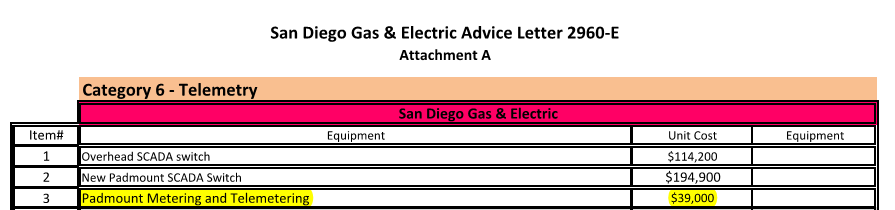 San Diego Gas & Electric Advice Letter 2960-E
Attachment A
Category 6 - Telemetry
San Diego Gas & Electric
Item# Equipment Unit Cost Equipment
1 Overhead SCADA switch $114,200
2 New Padmount SCADA Switch $194,900
3 Padmount Metering and Telemetering $39,000